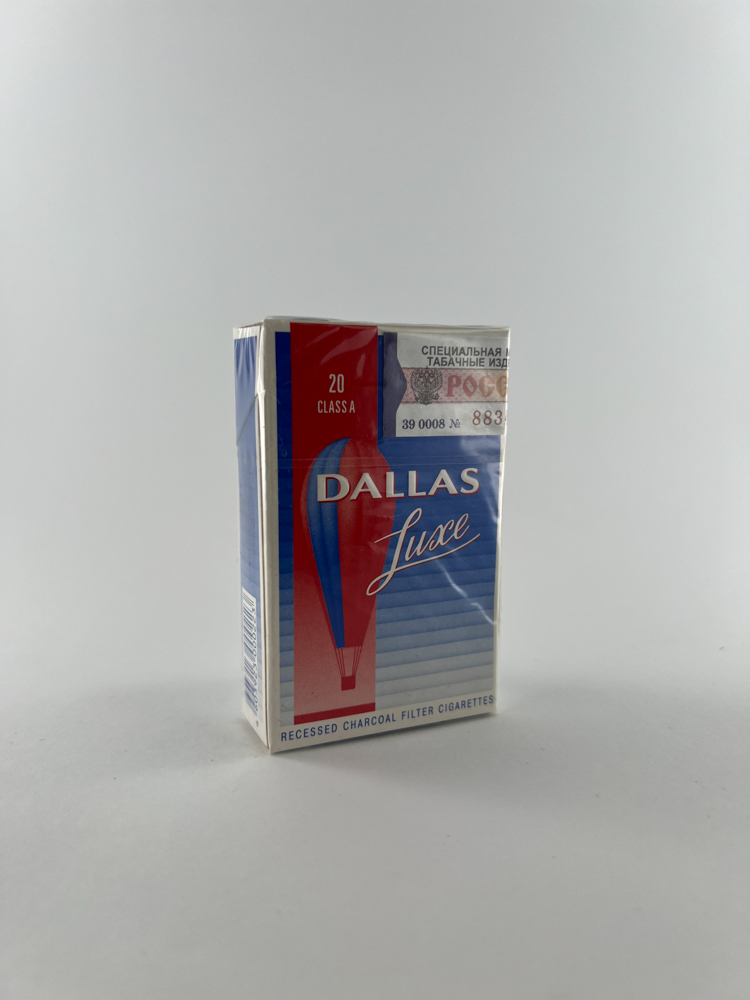 20
CLASS A
СПЕЦИАЛЬНАЯ
ТАБАЧНЫЕ ИЗД
РОСС
39 0008 № 883
DALLAS
Luxe
RECESSED CHARCOAL FILTER CIGARETTES